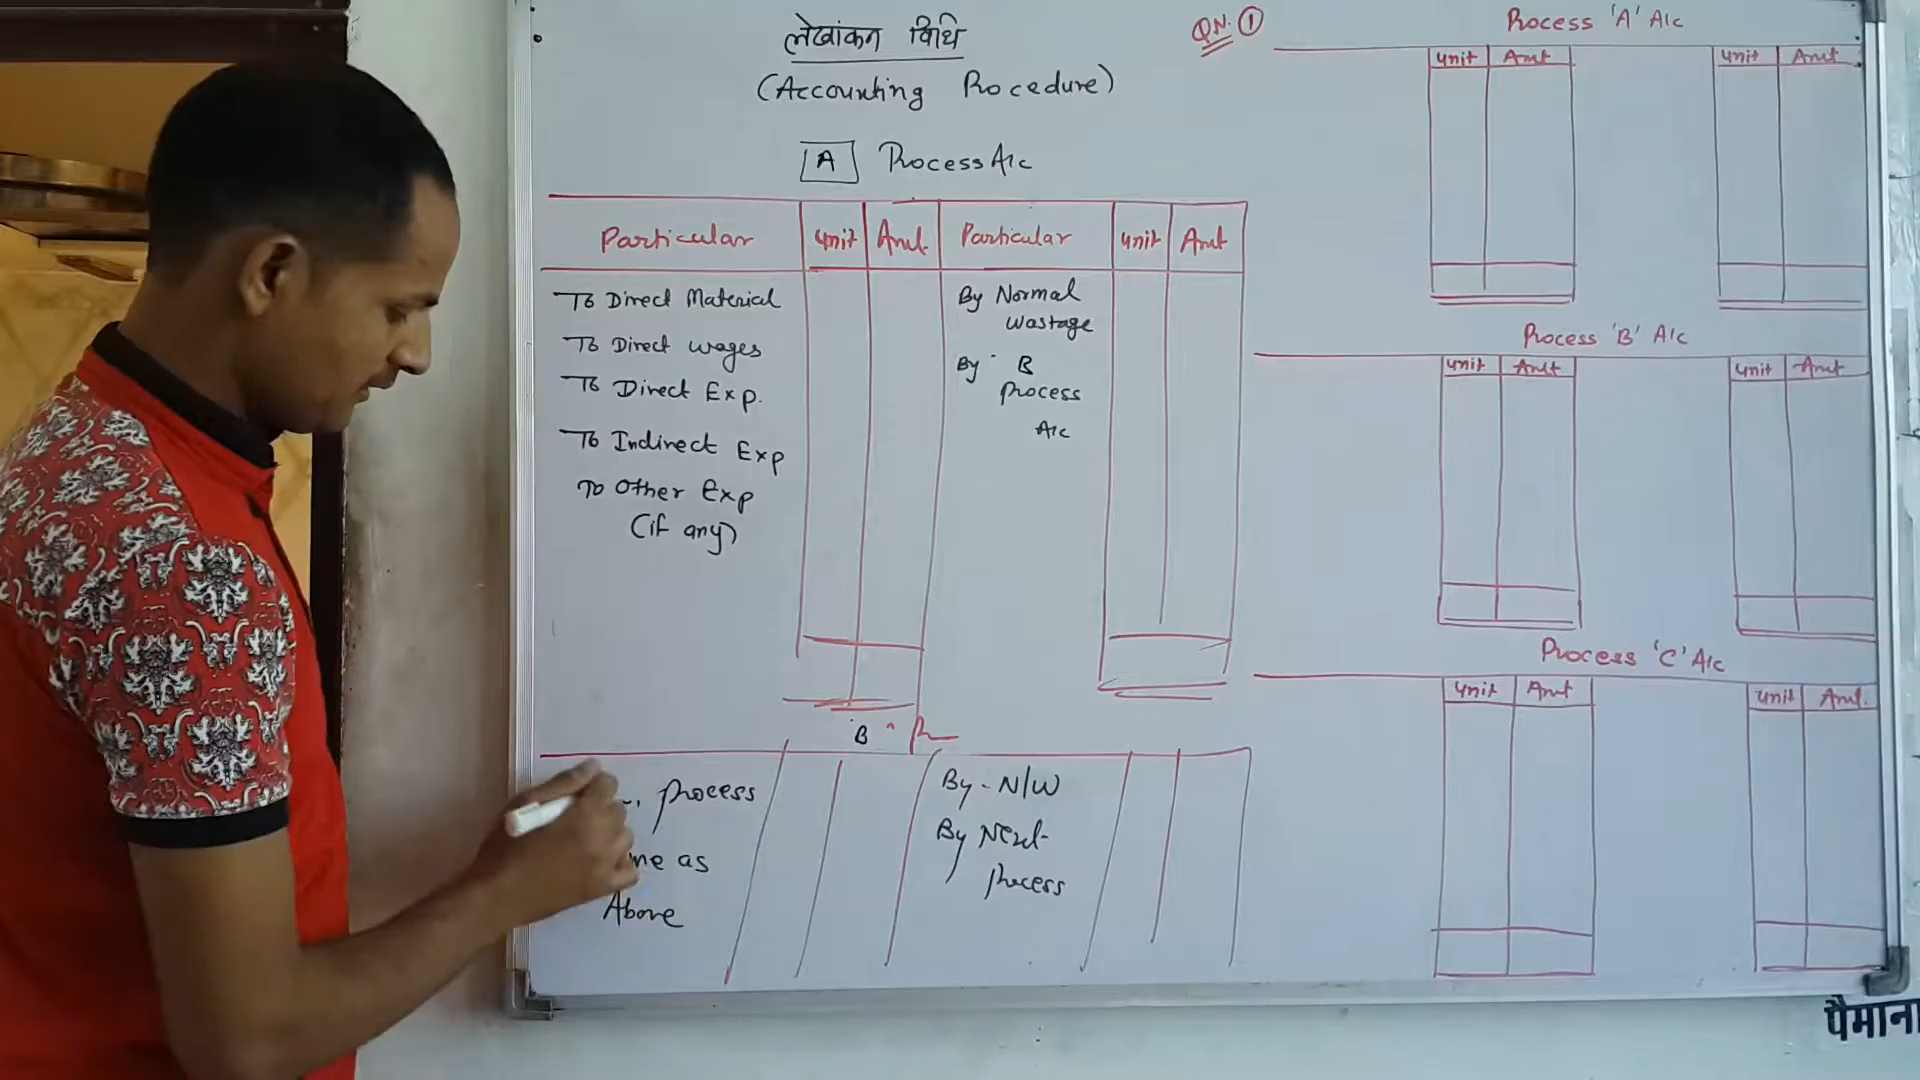 लेखांकन विधि
(Accounting Procedure)
A Process A/c
Particular Unit Amt Particular Unit Amt
To Direct Material
To Direct wages
To Direct Exp.
To Indirect Exp
To Other Exp
(if any)
By Normal
Wastage
By B
Process
A/c
B
process
as
Above
By - N/W
By Next
Process
QN. 1
Process 'A' A/c
Unit Amt Unit Amt
Process 'B' A/c
Unit Amt Unit Amt
Process 'C' A/c
Unit Amt Unit Amt.
पैमाना